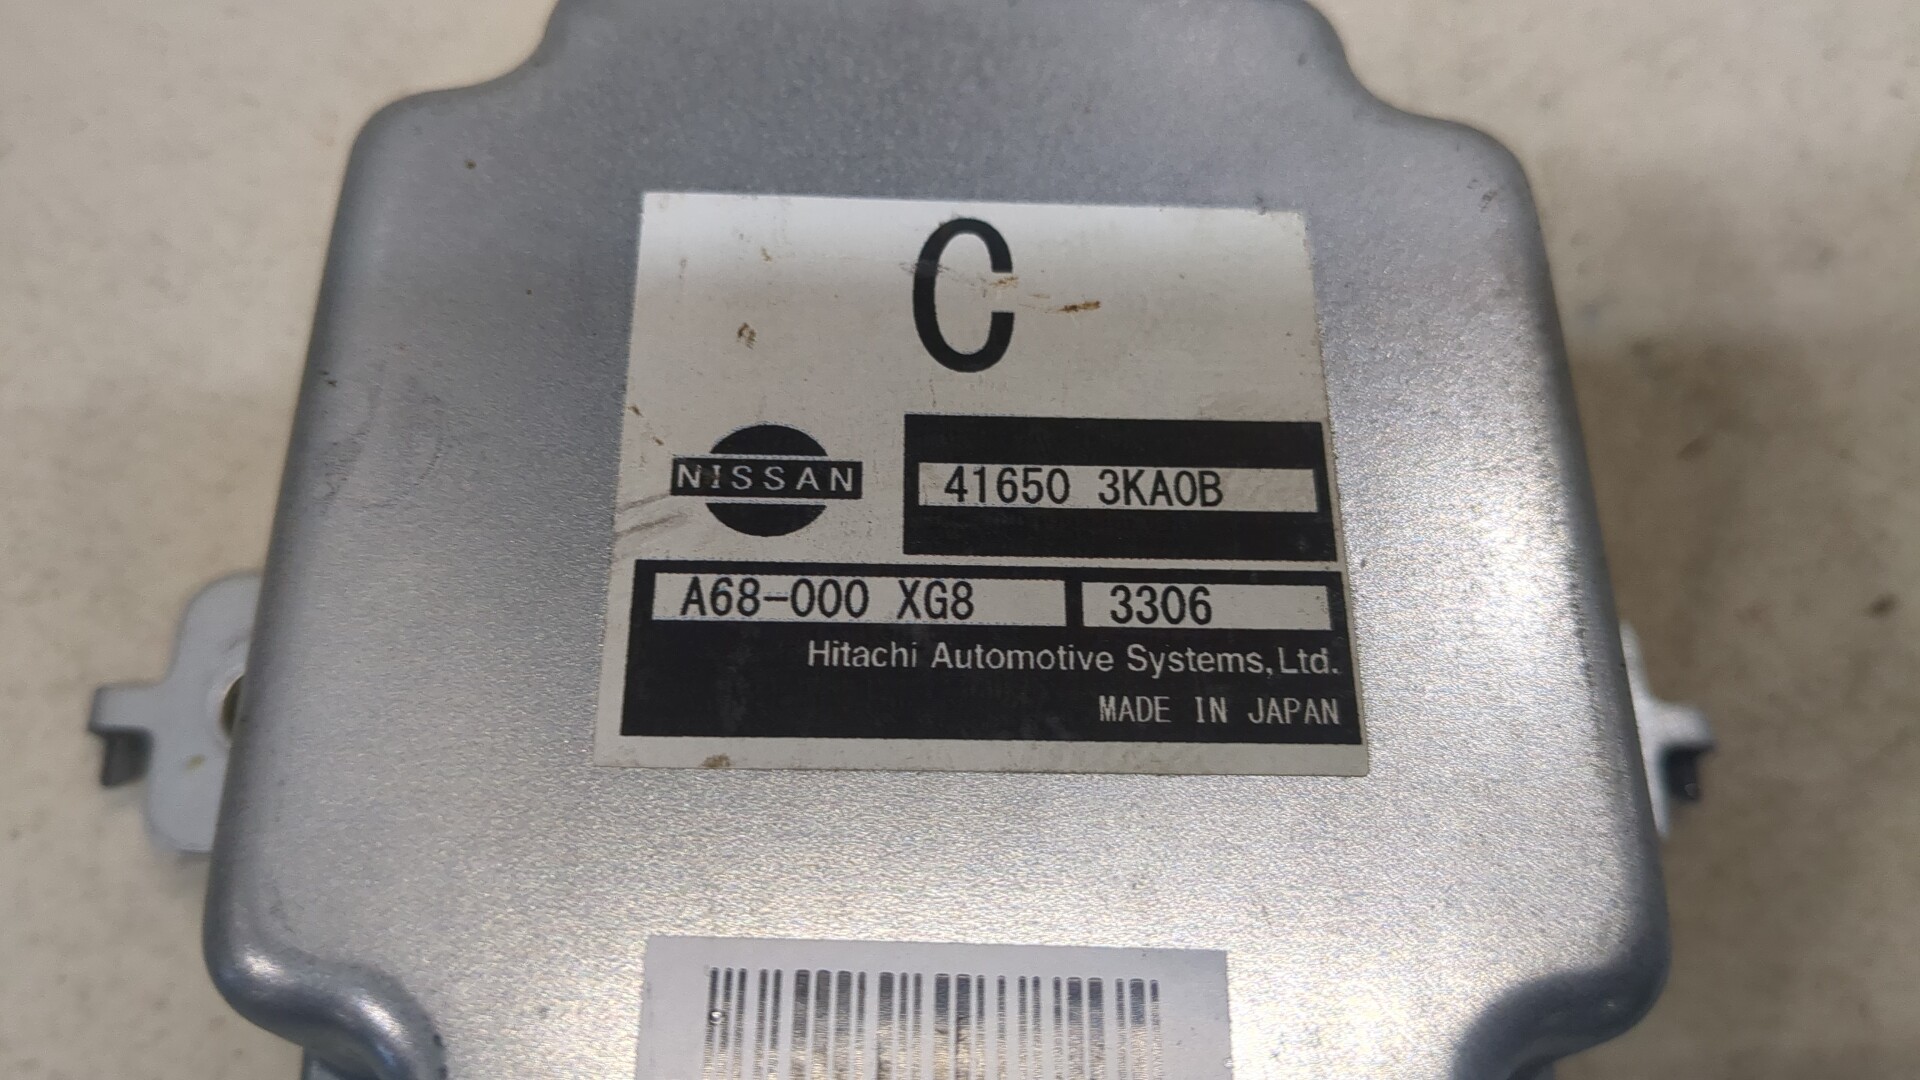 C
NISSAN
41650 3KA0B
A68-000 XG8 3306
Hitachi Automotive Systems,Ltd.
MADE IN JAPAN